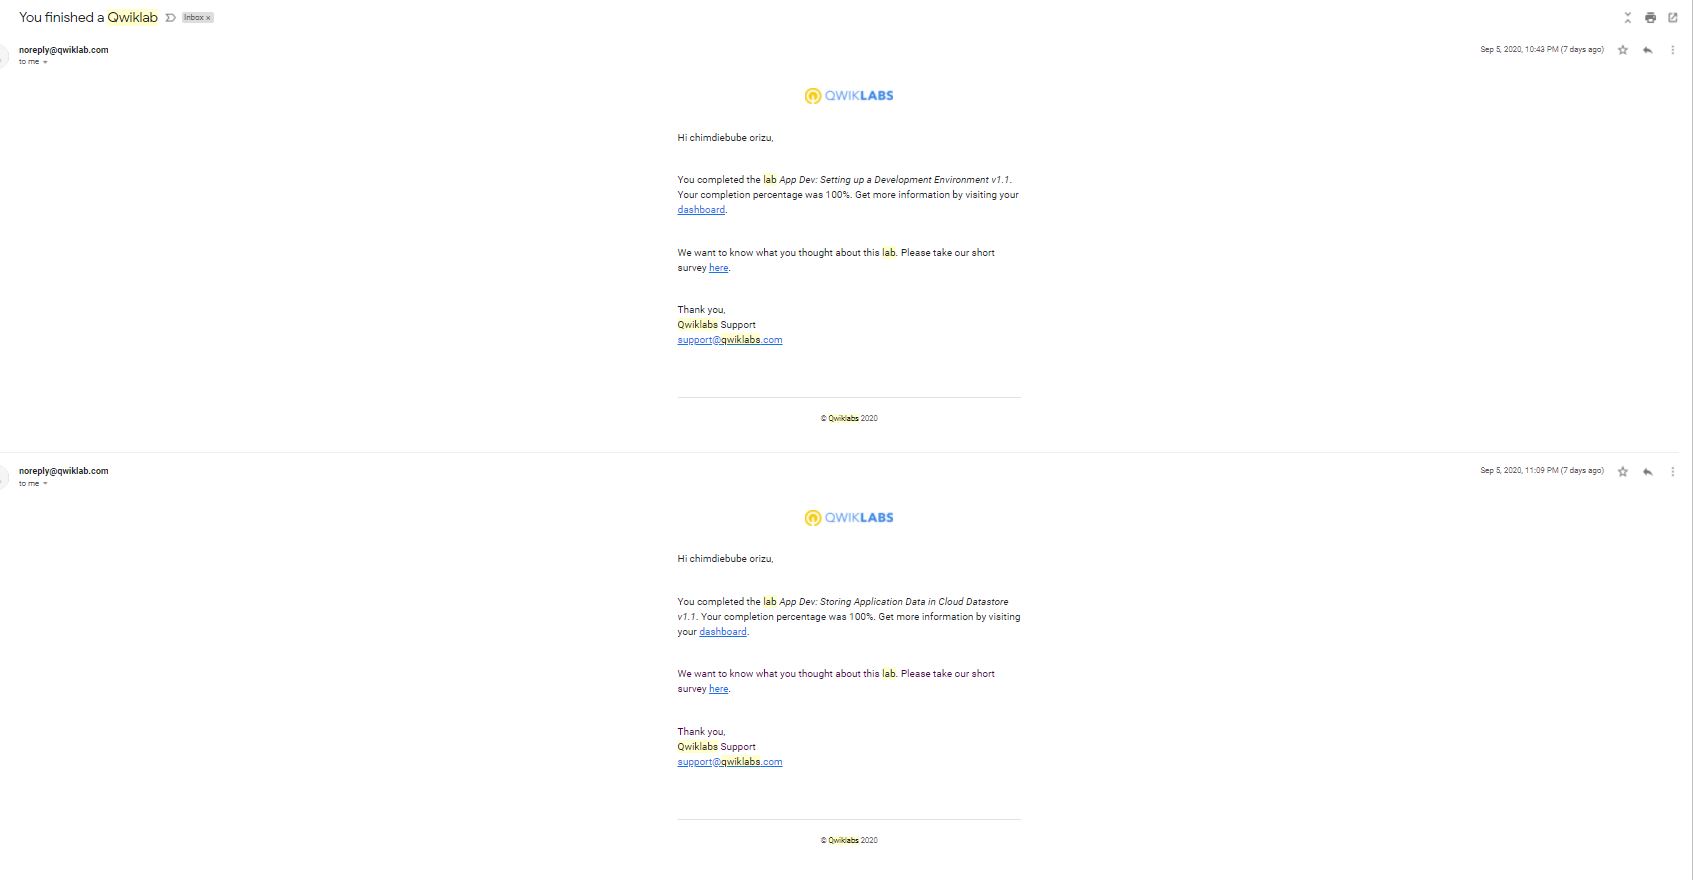 You finished a Qwiklab Inbox x
noreply@qwiklab.com Sep 5, 2020, 10:43 PM (7 days ago)
to me
QWIKLABS
Hi chimdiebube orizu,
You completed the lab App Dev: Setting up a Development Environment v1.1.
Your completion percentage was 100%. Get more information by visiting your
dashboard.
We want to know what you thought about this lab. Please take our short
survey here.
Thank you,
Qwiklabs Support
support@qwiklabs.com
© Qwiklabs 2020
noreply@qwiklab.com Sep 5, 2020, 11:09 PM (7 days ago)
to me
QWIKLABS
Hi chimdiebube orizu,
You completed the lab App Dev: Storing Application Data in Cloud Datastore
v1.1. Your completion percentage was 100%. Get more information by visiting
your dashboard.
We want to know what you thought about this lab. Please take our short
survey here.
Thank you,
Qwiklabs Support
support@qwiklabs.com
© Qwiklabs 2020